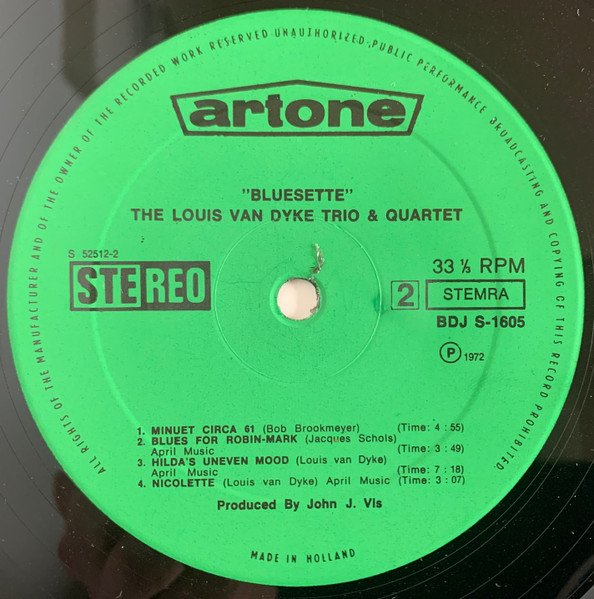 ALL RIGHTS OF THE MANUFACTURER AND OF THE OWNER OF THE RECORDED WORK RESERVED UNAUTHORIZED, PUBLIC PERFORMANCE BROADCASTING AND COPYING OF THIS RECORD PROHIBITED
artone
"BLUESETTE"
THE LOUIS VAN DYKE TRIO & QUARTET
S 52512-2
STEREO
33 ⅓ RPM
2 STEMRA
BDJ S-1605
Ⓟ 1972
1. MINUET CIRCA 61 (Bob Brookmeyer) (Time: 4 : 55)
2. BLUES FOR ROBIN-MARK (Jacques Schols)
April Music (Time: 3 : 49)
3. HILDA'S UNEVEN MOOD (Louis van Dyke)
April Music (Time: 7 : 18)
4. NICOLETTE (Louis van Dyke) April Music (Time: 3 : 07)
Produced By John J. Vis
MADE IN HOLLAND